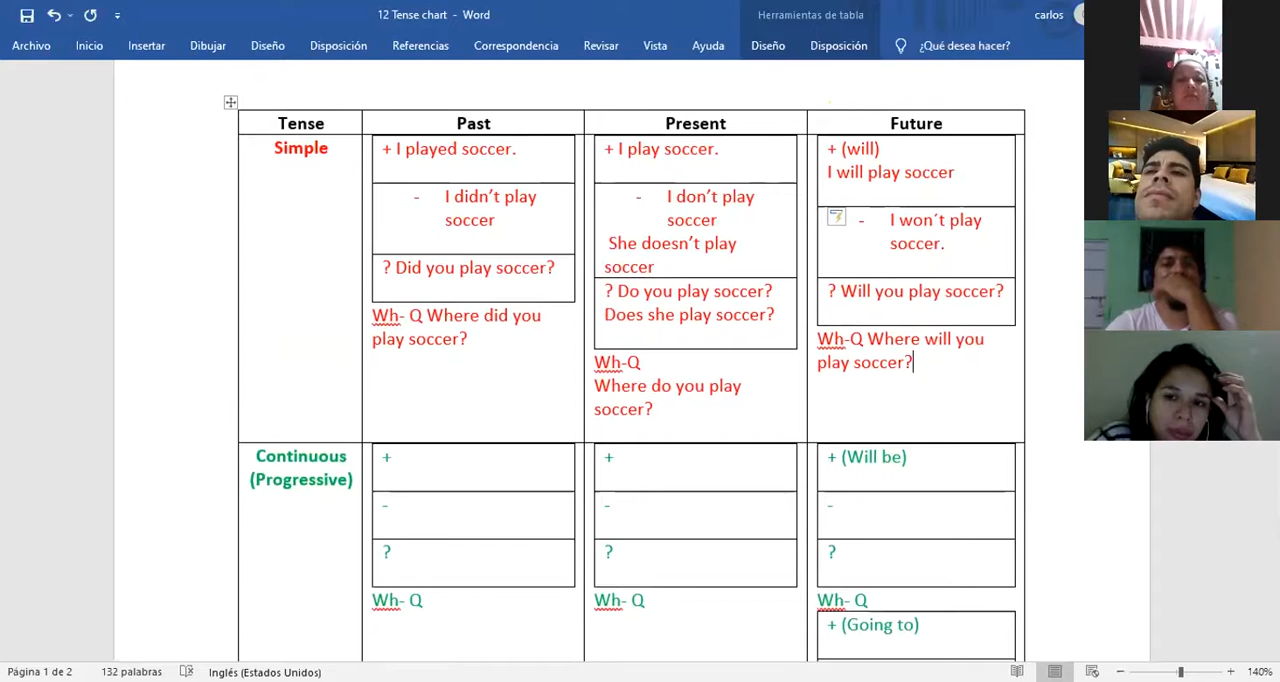 12 Tense chart - Word
Herramientas de tabla
carlos
Archivo Inicio Insertar Dibujar Diseño Disposición Referencias Correspondencia Revisar Vista Ayuda Diseño Disposición ¿Qué desea hacer?
Tense Past Present Future
Simple
+ I played soccer.
- I didn't play
soccer
? Did you play soccer?
Wh- Q Where did you
play soccer?
+ I play soccer.
- I don't play
soccer
She doesn't play
soccer
? Do you play soccer?
Does she play soccer?
Wh-Q
Where do you play
soccer?
+ (will)
I will play soccer
- I won´t play
soccer.
? Will you play soccer?
Wh-Q Where will you
play soccer?
Continuous
(Progressive)
+
-
?
Wh- Q
+
-
?
Wh- Q
+ (Will be)
-
?
Wh- Q
+ (Going to)
Página 1 de 2 132 palabras Inglés (Estados Unidos) 140%